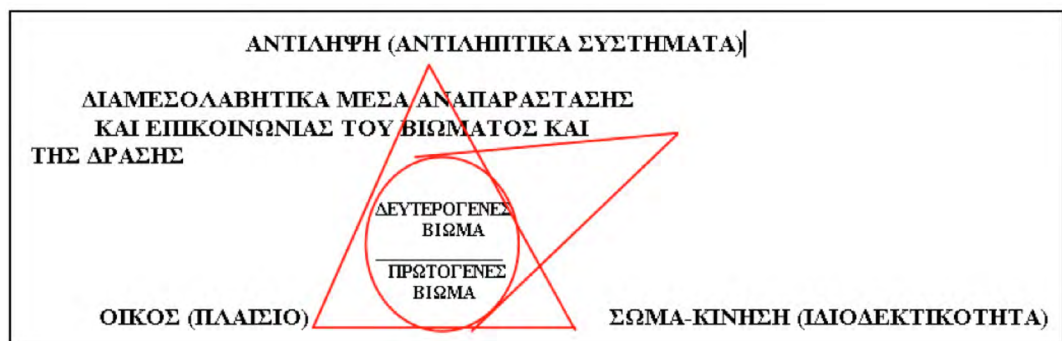 ΑΝΤΙΛΗΨΗ (ΑΝΤΙΛΗΠΤΙΚΑ ΣΥΣΤΗΜΑΤΑ)
ΔΙΑΜΕΣΟΛΑΒΗΤΙΚΑ ΜΕΣΑ ΑΝΑΠΑΡΑΣΤΑΣΗΣ
ΚΑΙ ΕΠΙΚΟΙΝΩΝΙΑΣ ΤΟΥ ΒΙΩΜΑΤΟΣ ΚΑΙ
ΤΗΣ ΔΡΑΣΗΣ
ΔΕΥΤΕΡΟΓΕΝΕΣ
ΒΙΩΜΑ
ΠΡΩΤΟΓΕΝΕΣ
ΒΙΩΜΑ
ΟΙΚΟΣ (ΠΛΑΙΣΙΟ)
ΣΩΜΑ-ΚΙΝΗΣΗ (ΙΔΙΟΔΕΚΤΙΚΟΤΗΤΑ)